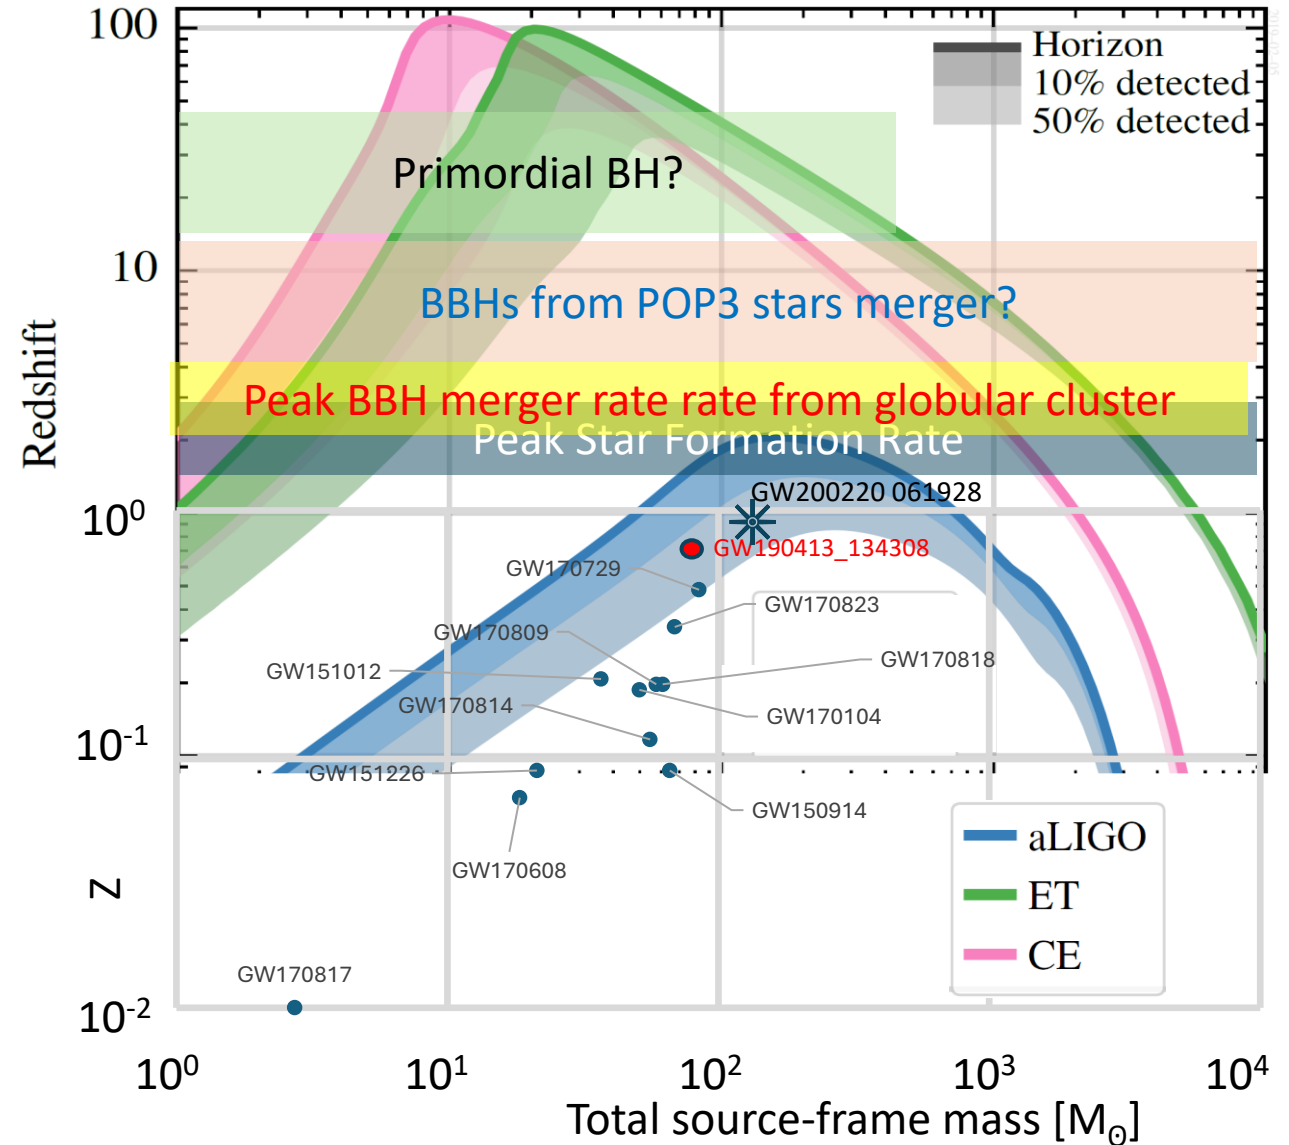 100
Horizon
10% detected
50% detected
Primordial BH?
10
BBHs from POP3 stars merger?
Redshift
Peak BBH merger rate rate from globular cluster
Peak Star Formation Rate
GW200220 061928
10⁰
GW190413_134308
GW170729
GW170823
GW170809
GW170818
GW151012
GW170814
GW170104
10⁻¹
GW151226
GW150914
aLIGO
GW170608
Z
ET
CE
GW170817
10⁻²
10⁰ 10¹ 10² 10³ 10⁴
Total source-frame mass [M⊙]